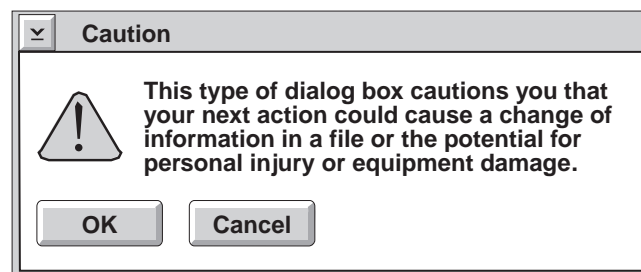 Caution
This type of dialog box cautions you that
your next action could cause a change of
information in a file or the potential for
personal injury or equipment damage.
OK Cancel